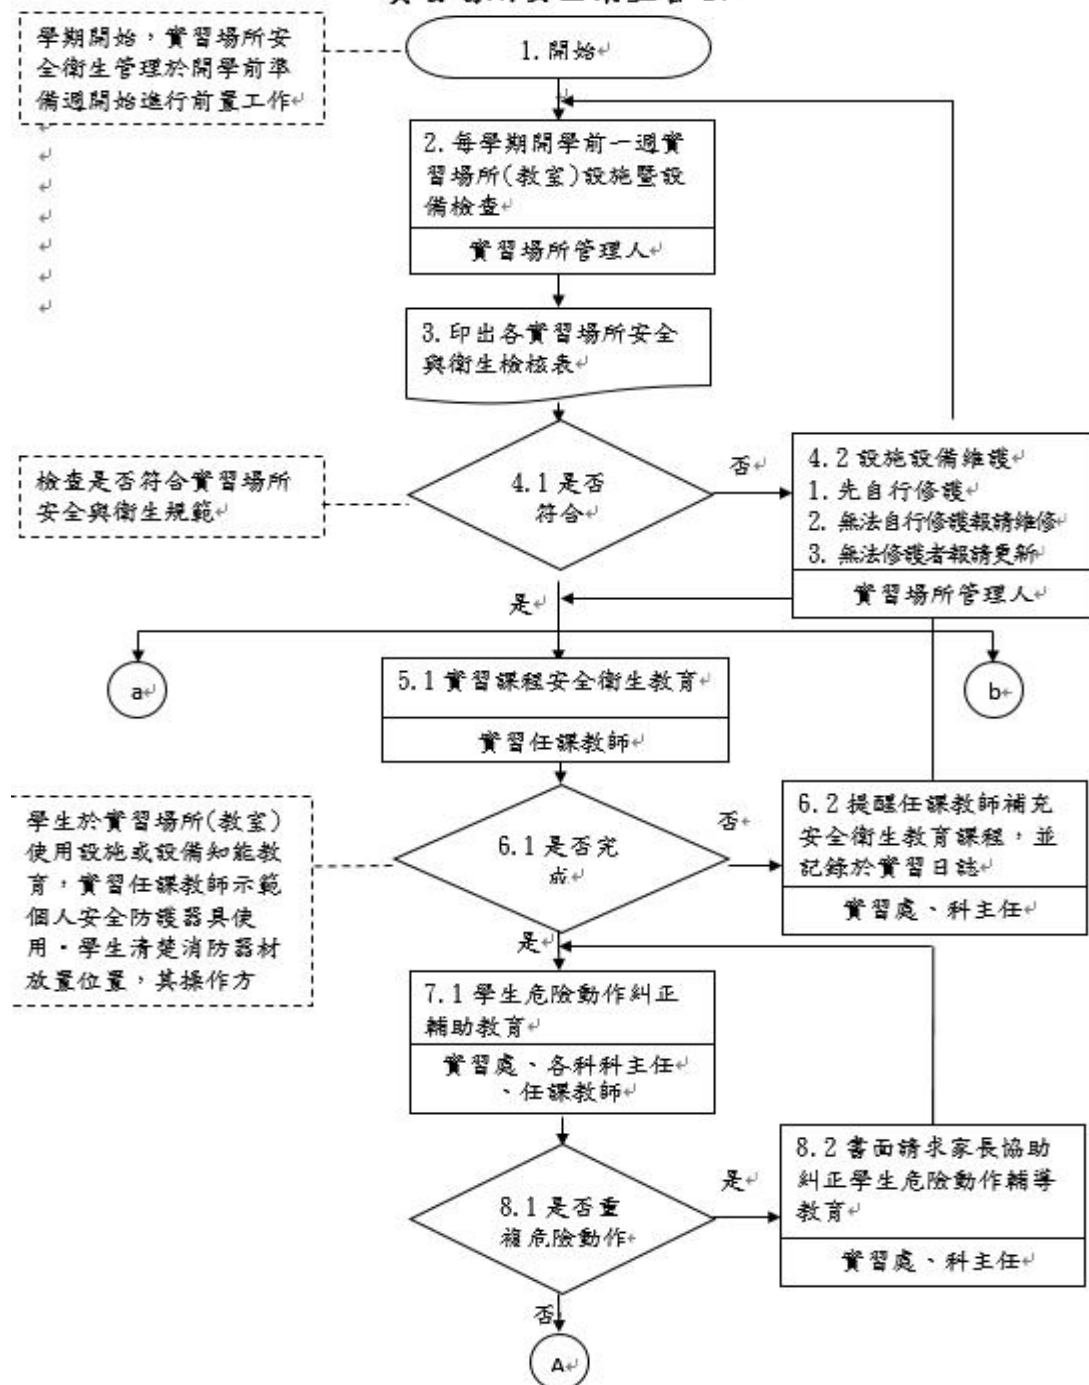 學期開始，實習場所安
全衛生管理於開學前準
備週開始進行前置工作
1.開始
2.每學期開學前一週實
習場所(教室)設施暨設
備檢查
實習場所管理人
3.印出各實習場所安全
與衛生檢核表
檢查是否符合實習場所
安全與衛生規範
4.1 是否
符合
否
4.2 設施設備維護
1. 先自行修護
2. 無法自行修護報請維修
3. 無法修護者報請更新
實習場所管理人
是
a
b
5.1 實習課程安全衛生教育
實習任課教師
學生於實習場所(教室)
使用設施或設備知能教
育，實習任課教師示範
個人安全防護器具使
用。學生清楚消防器材
放置位置，其操作方
6.1 是否完
成
否
6.2 提醒任課教師補充
安全衛生教育課程，並
記錄於實習日誌
實習處、科主任
是
7.1 學生危險動作糾正
輔助教育
實習處、各科科主任
、任課教師
8.1 是否重
複危險動作
是
8.2 書面請求家長協助
糾正學生危險動作輔導
教育
實習處、科主任
否
A